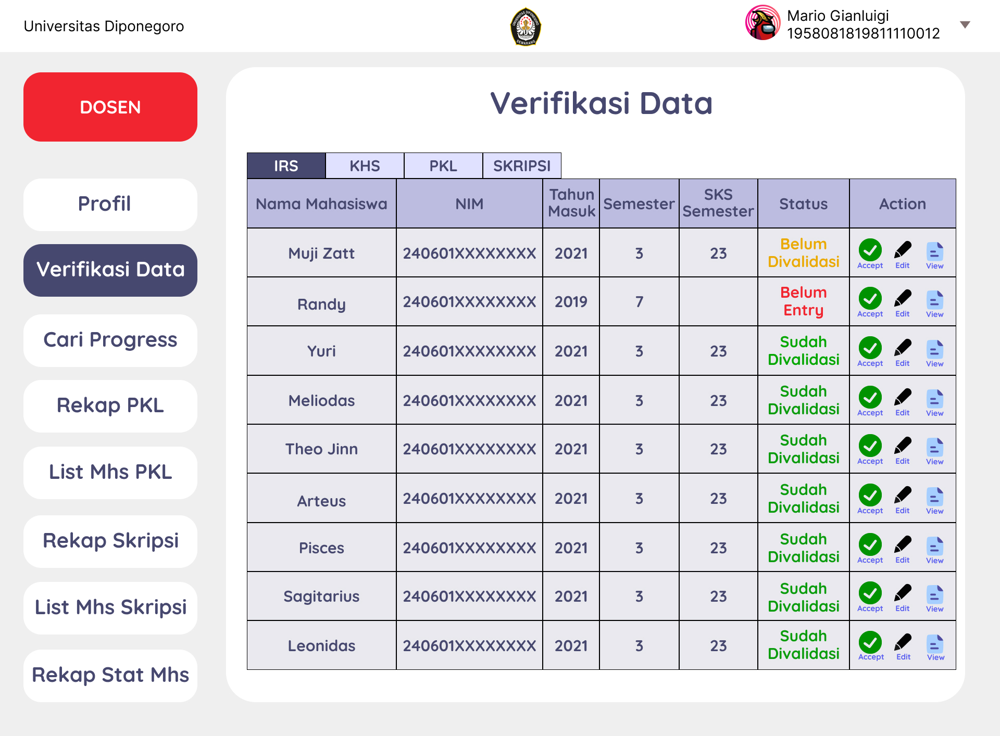 Universitas Diponegoro
UNIVERSITAS DIPONEGORO
SEMARANG
Mario Gianluigi
1958081819811110012
DOSEN
Profil
Verifikasi Data
Cari Progress
Rekap PKL
List Mhs PKL
Rekap Skripsi
List Mhs Skripsi
Rekap Stat Mhs
Verifikasi Data
IRS KHS PKL SKRIPSI
Nama Mahasiswa NIM Tahun Masuk Semester SKS Semester Status Action
Muji Zatt 240601XXXXXXXX 2021 3 23 Belum Divalidasi Accept Edit View
Randy 240601XXXXXXXX 2019 7 Belum Entry Accept Edit View
Yuri 240601XXXXXXXX 2021 3 23 Sudah Divalidasi Accept Edit View
Meliodas 240601XXXXXXXX 2021 3 23 Sudah Divalidasi Accept Edit View
Theo Jinn 240601XXXXXXXX 2021 3 23 Sudah Divalidasi Accept Edit View
Arteus 240601XXXXXXXX 2021 3 23 Sudah Divalidasi Accept Edit View
Pisces 240601XXXXXXXX 2021 3 23 Sudah Divalidasi Accept Edit View
Sagitarius 240601XXXXXXXX 2021 3 23 Sudah Divalidasi Accept Edit View
Leonidas 240601XXXXXXXX 2021 3 23 Sudah Divalidasi Accept Edit View